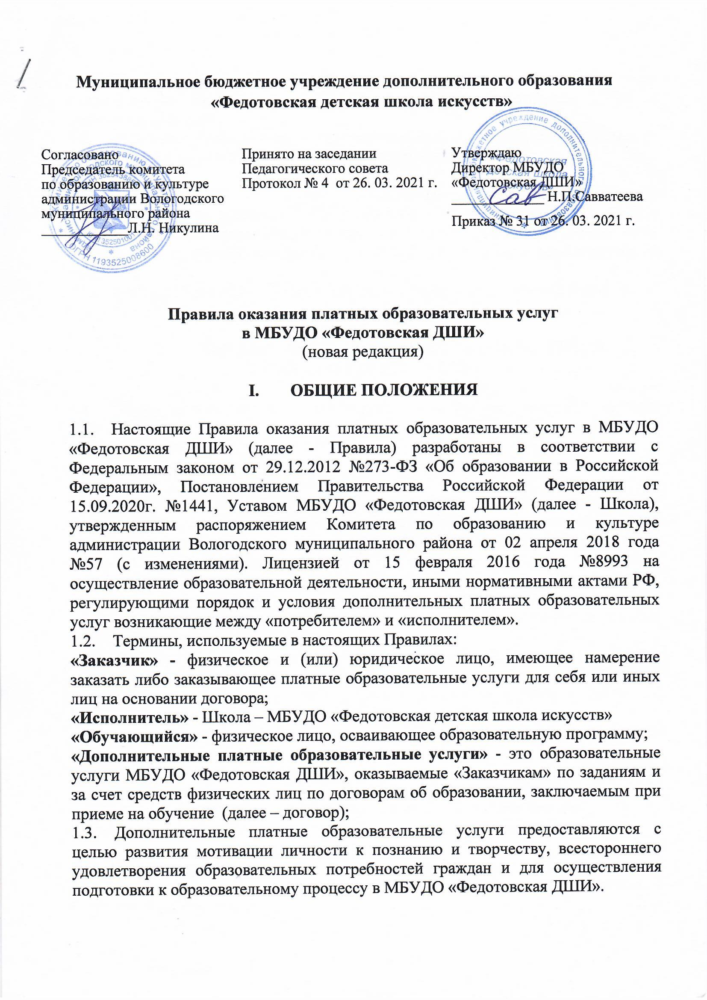 Муниципальное бюджетное учреждение дополнительного образования
«Федотовская детская школа искусств»
Согласовано
Председатель комитета
по образованию и культуре
администрации Вологодского
муниципального района
____________Л.Н. Никулина
Принято на заседании
Педагогического совета
Протокол № 4 от 26. 03. 2021 г.
Утверждаю
Директор МБУДО
«Федотовская ДШИ»
_____________Н.П.Савватеева
Приказ № 31 от 26. 03. 2021 г.
ОГРН 1193525008600
352501001
«Федотовская
детская школа
искусств»
Правила оказания платных образовательных услуг
в МБУДО «Федотовская ДШИ»
(новая редакция)
I. ОБЩИЕ ПОЛОЖЕНИЯ
1.1. Настоящие Правила оказания платных образовательных услуг в МБУДО
«Федотовская ДШИ» (далее - Правила) разработаны в соответствии с
Федеральным законом от 29.12.2012 №273-ФЗ «Об образовании в Российской
Федерации», Постановлением Правительства Российской Федерации от
15.09.2020г. №1441, Уставом МБУДО «Федотовская ДШИ» (далее - Школа),
утвержденным распоряжением Комитета по образованию и культуре
администрации Вологодского муниципального района от 02 апреля 2018 года
№57 (с изменениями). Лицензией от 15 февраля 2016 года №8993 на
осуществление образовательной деятельности, иными нормативными актами РФ,
регулирующими порядок и условия дополнительных платных образовательных
услуг возникающие между «потребителем» и «исполнителем».
1.2. Термины, используемые в настоящих Правилах:
«Заказчик» - физическое и (или) юридическое лицо, имеющее намерение
заказать либо заказывающее платные образовательные услуги для себя или иных
лиц на основании договора;
«Исполнитель» - Школа – МБУДО «Федотовская детская школа искусств»
«Обучающийся» - физическое лицо, осваивающее образовательную программу;
«Дополнительные платные образовательные услуги» - это образовательные
услуги МБУДО «Федотовская ДШИ», оказываемые «Заказчикам» по заданиям и
за счет средств физических лиц по договорам об образовании, заключаемым при
приеме на обучение (далее – договор);
1.3. Дополнительные платные образовательные услуги предоставляются с
целью развития мотивации личности к познанию и творчеству, всестороннего
удовлетворения образовательных потребностей граждан и для осуществления
подготовки к образовательному процессу в МБУДО «Федотовская ДШИ».